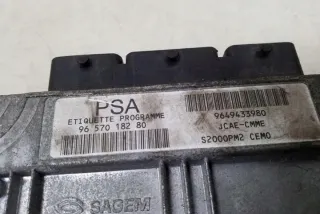 PSA
ETIQUETTE PROGRAMME
96 570 182 80
9649433980
JCAE-CMME
S2000PM2 CEMO
SAGEM